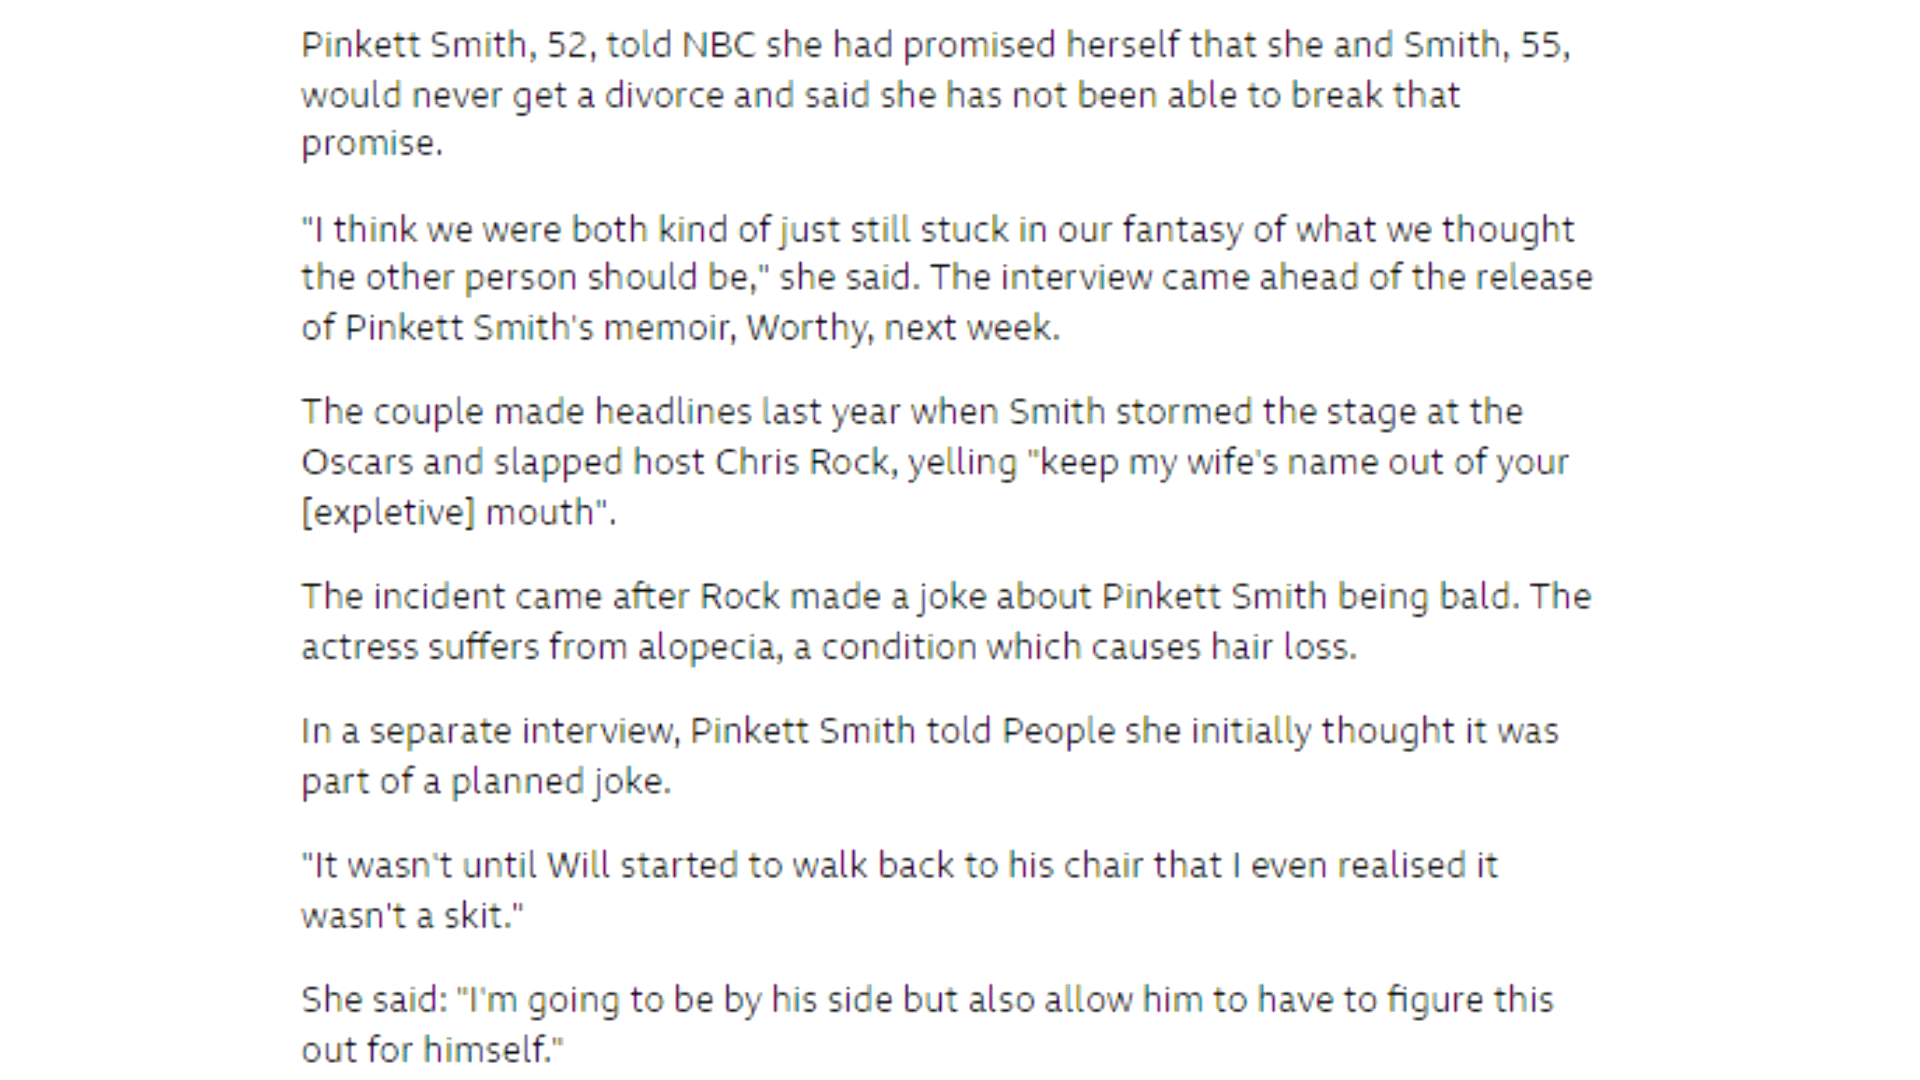 Pinkett Smith, 52, told NBC she had promised herself that she and Smith, 55,
would never get a divorce and said she has not been able to break that
promise.
"I think we were both kind of just still stuck in our fantasy of what we thought
the other person should be," she said. The interview came ahead of the release
of Pinkett Smith's memoir, Worthy, next week.
The couple made headlines last year when Smith stormed the stage at the
Oscars and slapped host Chris Rock, yelling "keep my wife's name out of your
[expletive] mouth".
The incident came after Rock made a joke about Pinkett Smith being bald. The
actress suffers from alopecia, a condition which causes hair loss.
In a separate interview, Pinkett Smith told People she initially thought it was
part of a planned joke.
"It wasn't until Will started to walk back to his chair that I even realised it
wasn't a skit."
She said: "I'm going to be by his side but also allow him to have to figure this
out for himself."